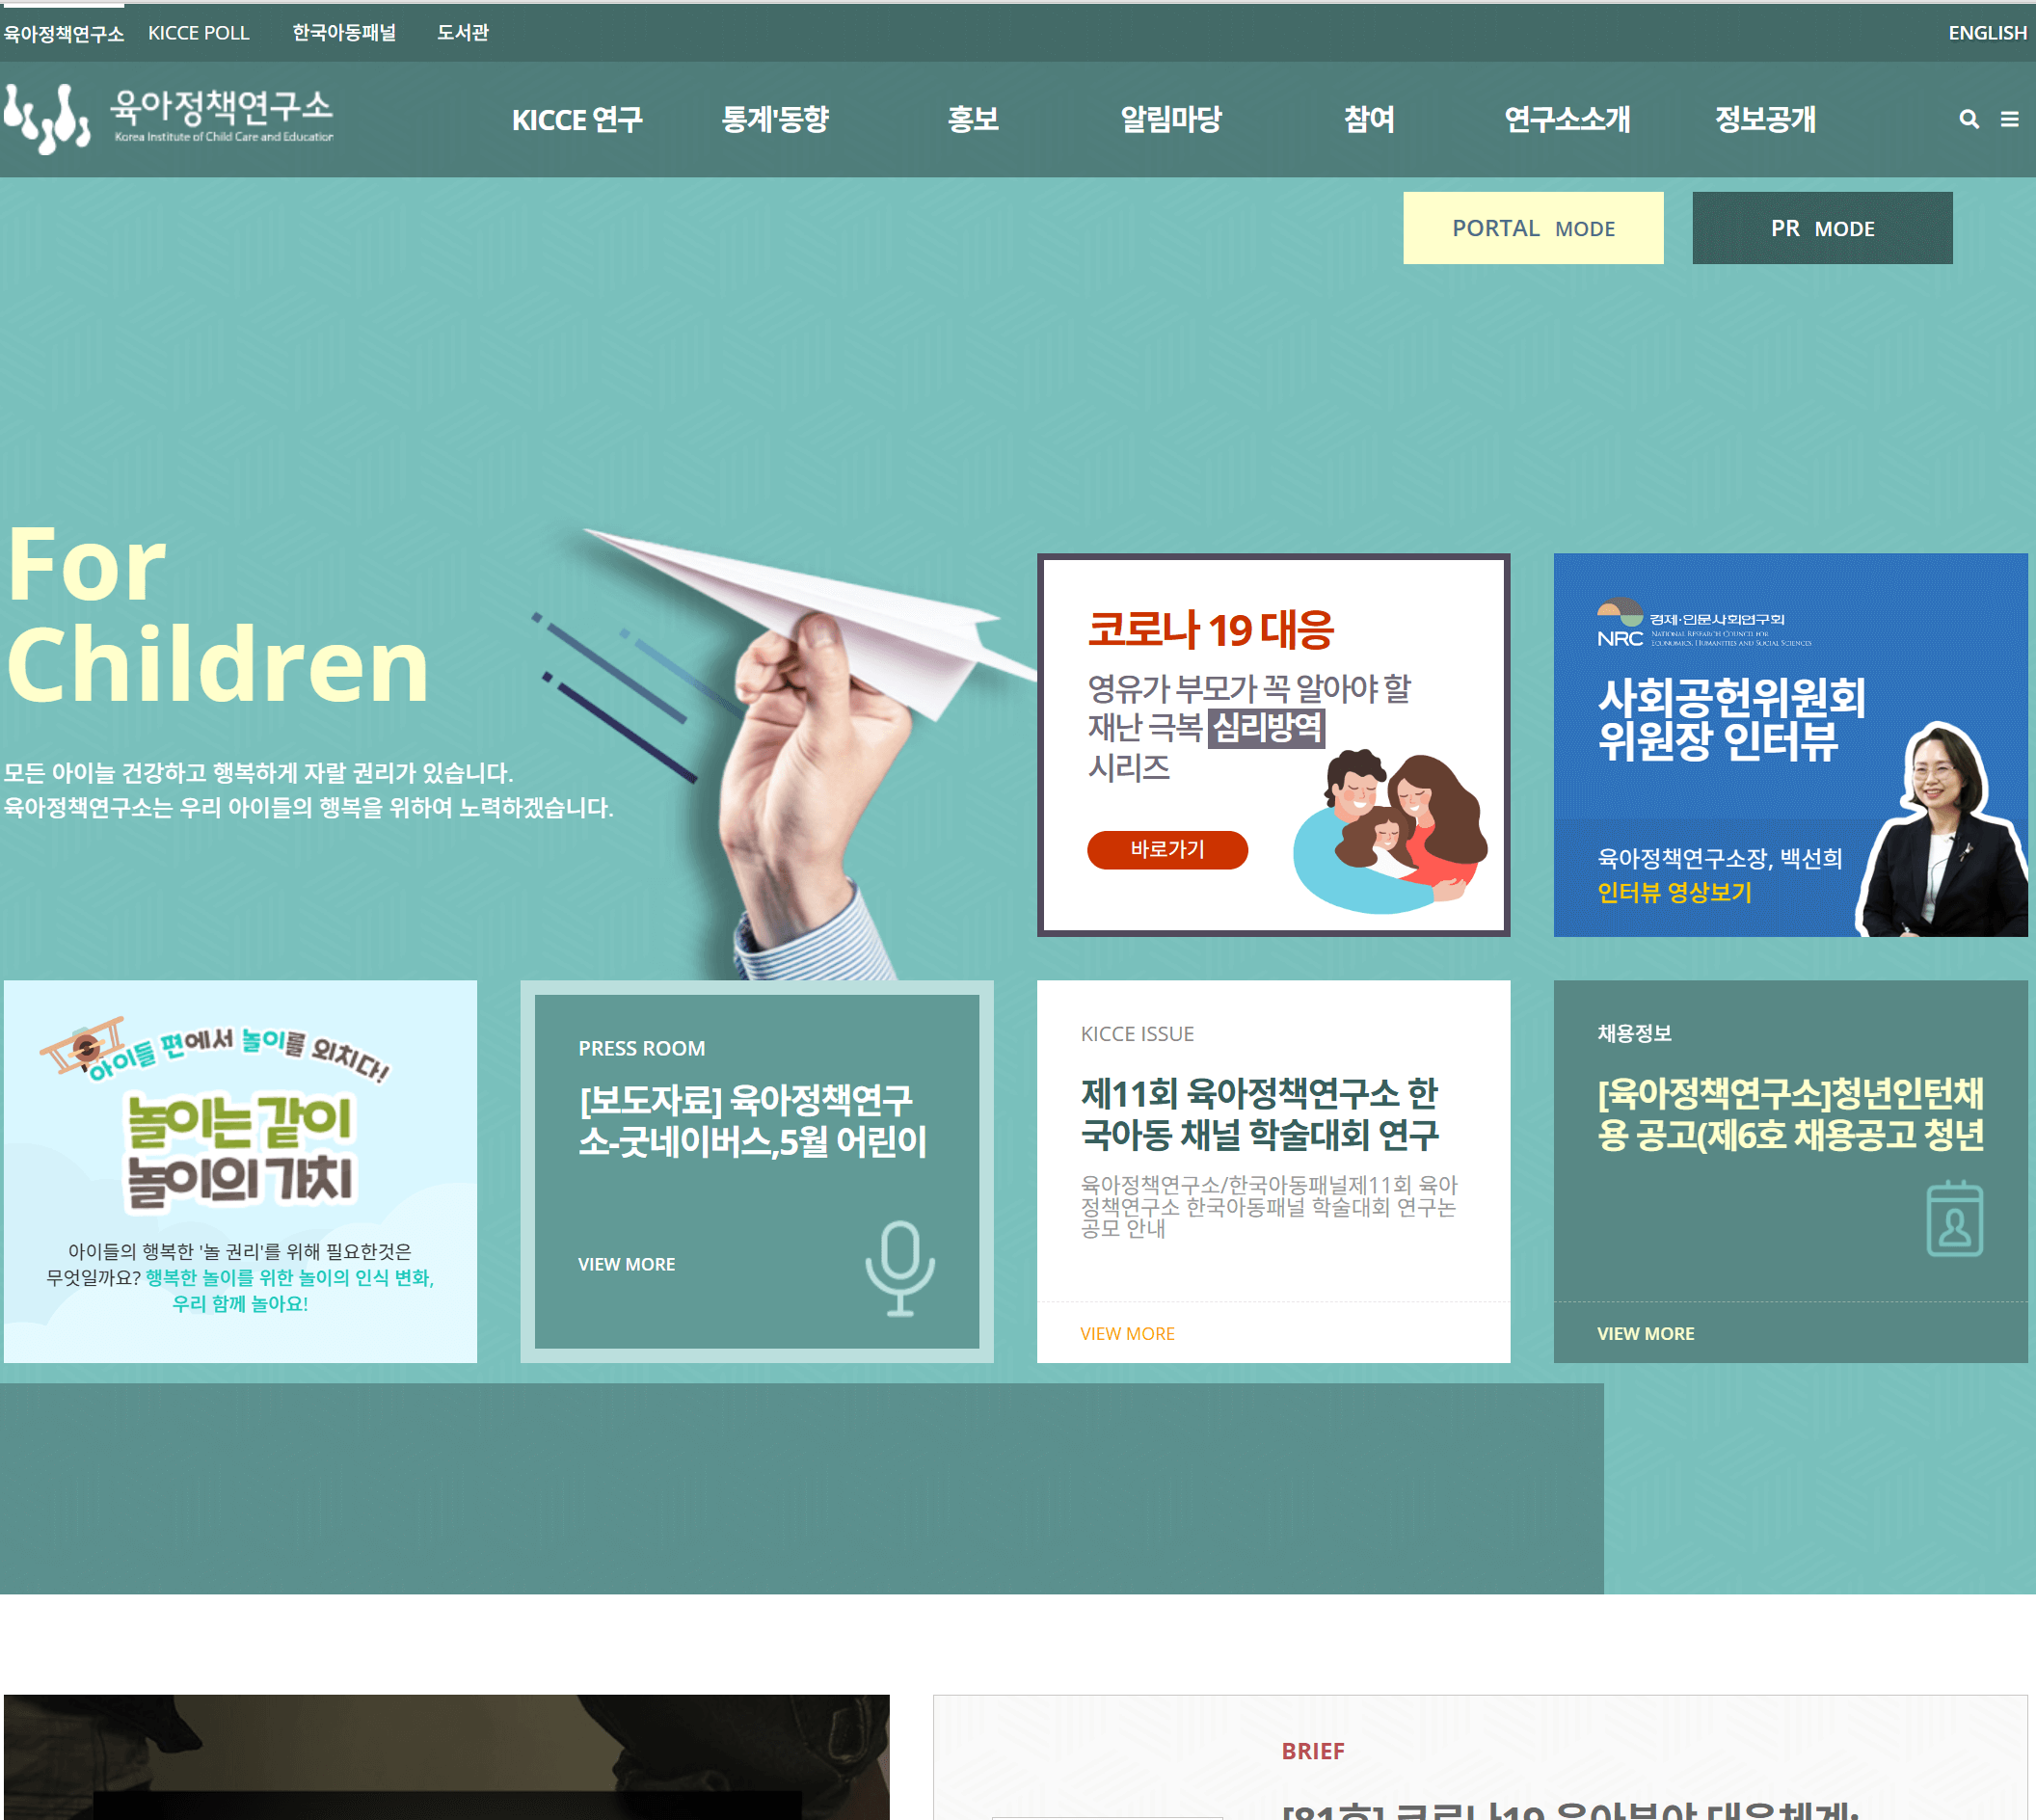 육아정책연구소
KICCE POLL
한국아동패널
도서관
ENGLISH
육아정책연구소
Korea Institute of Child Care and Education
KICCE 연구
통계'동향
홍보
알림마당
참여
연구소소개
정보공개
PORTAL MODE
PR MODE
For
Children
모든 아이늘 건강하고 행복하게 자랄 권리가 있습니다.
육아정책연구소는 우리 아이들의 행복을 위하여 노력하겠습니다.
코로나 19 대응
영유가 부모가 꼭 알아야 할
재난 극복 심리방역
시리즈
바로가기
경제·인문사회연구회
NRC
NATIONAL RESEARCH COUNCIL FOR
ECONOMICS, HUMANITIES AND SOCIAL SCIENCES
사회공헌위원회
위원장 인터뷰
육아정책연구소장, 백선희
인터뷰 영상보기
아이들 편에서 놀이를 외치다!
놀이는 같이
놀이의 가치
아이들의 행복한 '놀 권리'를 위해 필요한것은
무엇일까요? 행복한 놀이를 위한 놀이의 인식 변화,
우리 함께 놀아요!
PRESS ROOM
[보도자료] 육아정책연구
소-굿네이버스,5월 어린이
VIEW MORE
KICCE ISSUE
제11회 육아정책연구소 한
국아동 채널 학술대회 연구
육아정책연구소/한국아동패널제11회 육아
정책연구소 한국아동패널 학술대회 연구논
공모 안내
VIEW MORE
채용정보
[육아정책연구소]청년인턴채
용 공고(제6호 채용공고 청년
VIEW MORE
BRIEF
[81호] 코로나19 육아분야 대응체계: